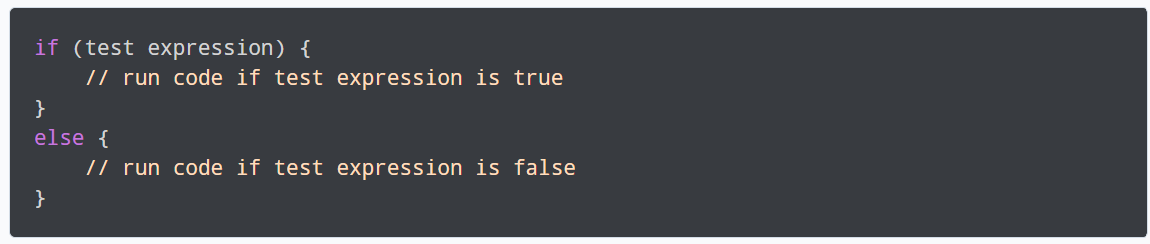 if (test expression) {
    // run code if test expression is true
}
else {
    // run code if test expression is false
}